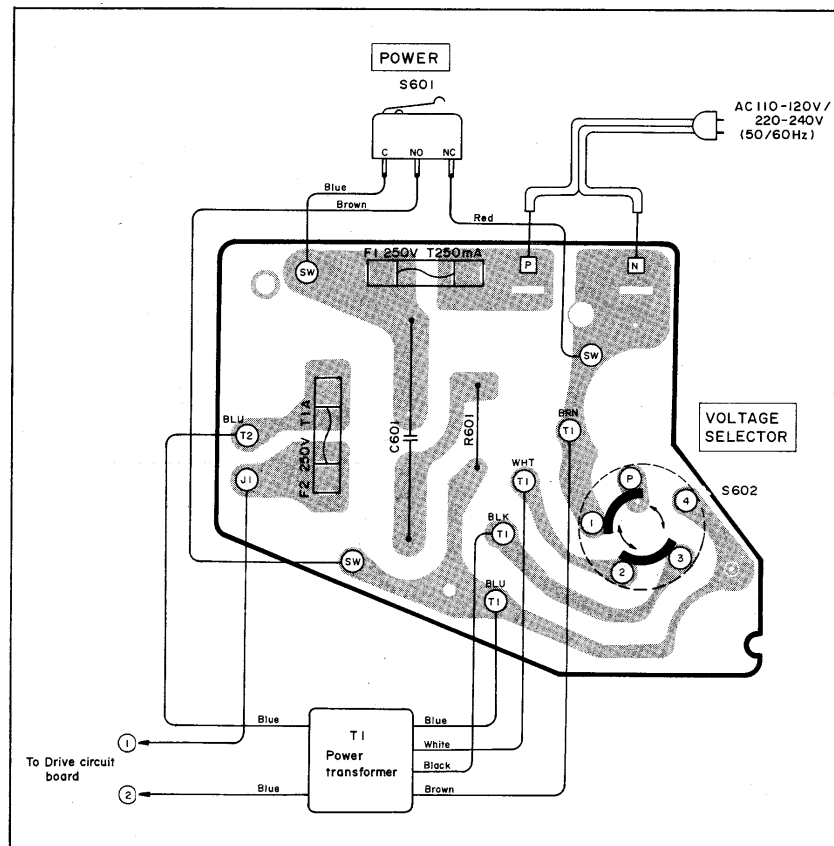 POWER
S601
AC110-120V/
220-240V
(50/60Hz)
C NO NC
Blue
Brown
Red
F1 250V T250mA
SW
P
N
SW
BLU
T2
F2 250V T1A
C601
R601
BRN
T1
VOLTAGE
SELECTOR
J1
WHT
T1
P
4
S602
1
BLK
T1
SW
2
3
BLU
T1
Blue
T1
Power
transformer
Blue
White
Black
Brown
1
To Drive circuit
board
2
Blue